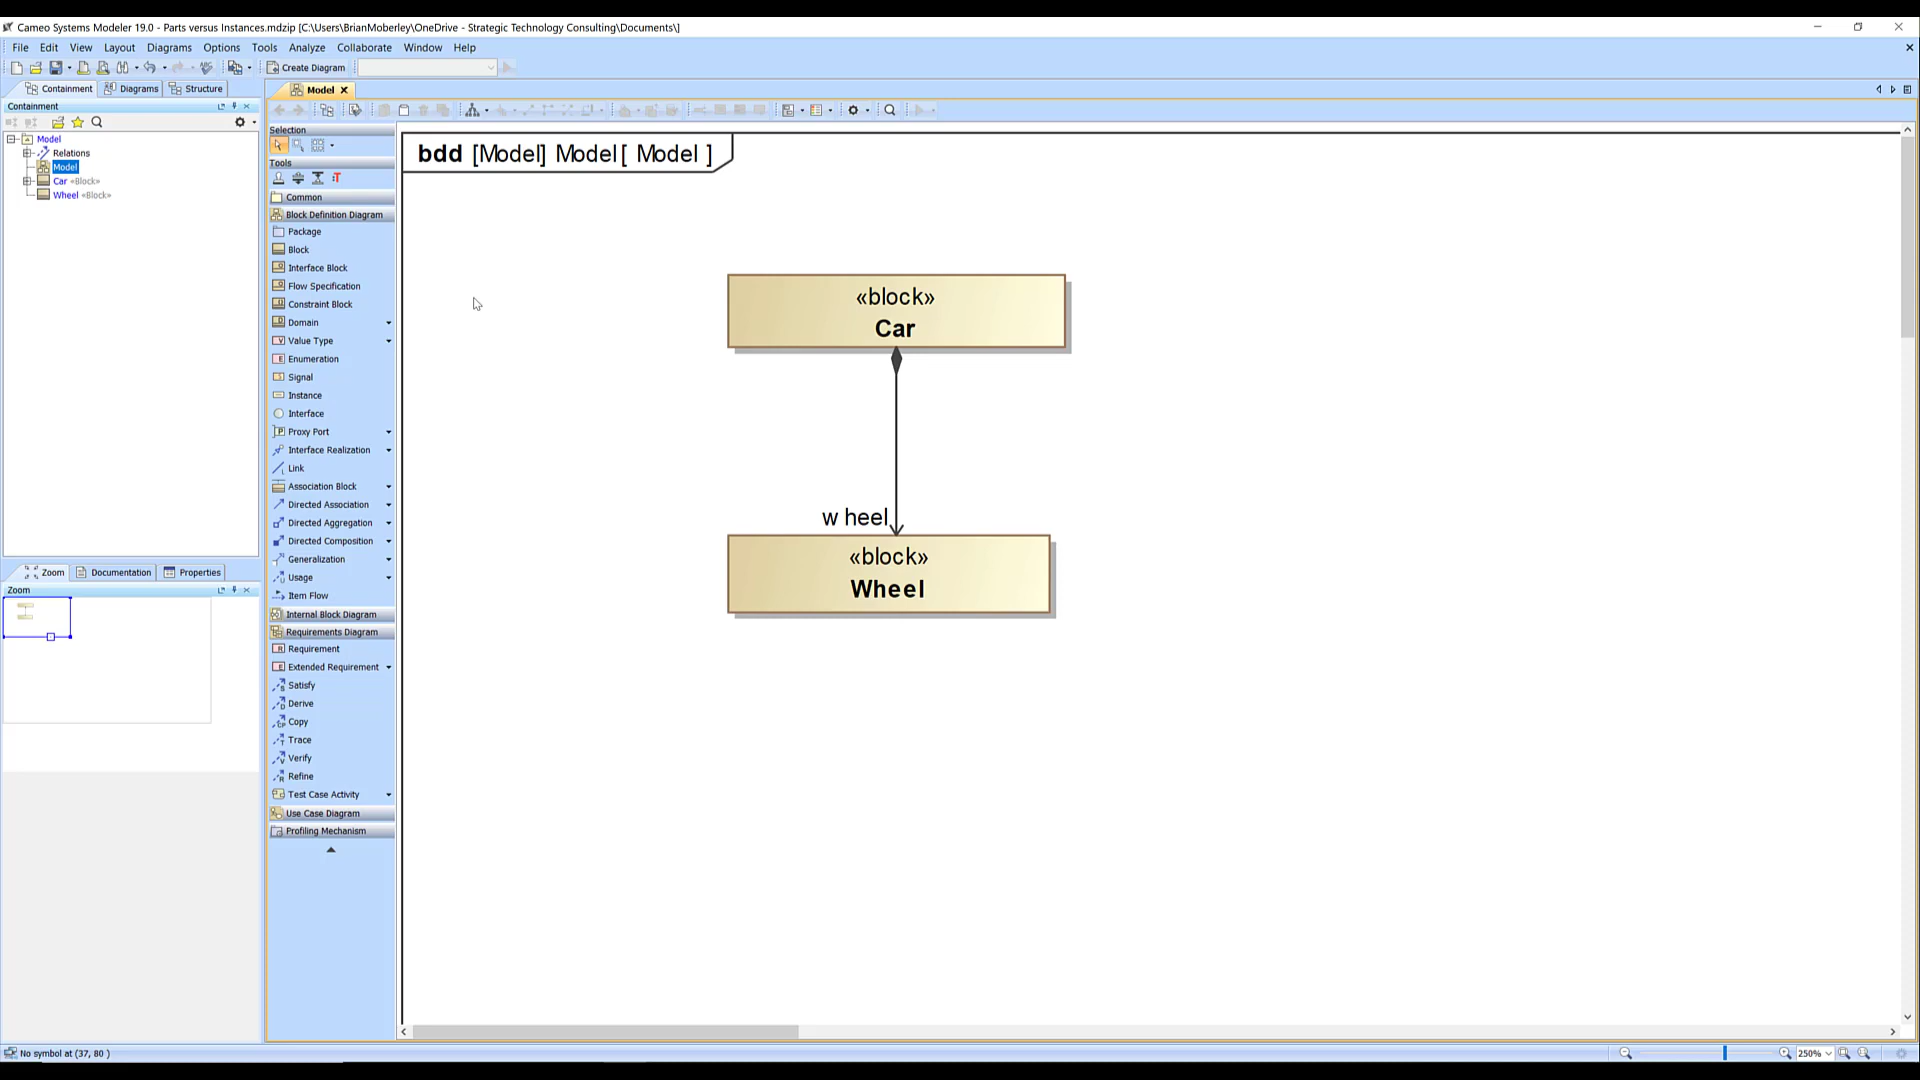 Cameo Systems Modeler 19.0 - Parts versus Instances.mdzip [C:\Users\BrianMoberley\OneDrive - Strategic Technology Consulting\Documents\]
File Edit View Layout Diagrams Options Tools Analyze Collaborate Window Help
Create Diagram
Containment Diagrams Structure
Model
Containment
Model
Relations
Model
Car «Block»
Wheel «Block»
Zoom Documentation Properties
Zoom
Selection
Tools
Common
Block Definition Diagram
Package
Block
Interface Block
Flow Specification
Constraint Block
Domain
Value Type
Enumeration
Signal
Instance
Interface
Proxy Port
Interface Realization
Link
Association Block
Directed Association
Directed Aggregation
Directed Composition
Generalization
Usage
Item Flow
Internal Block Diagram
Requirements Diagram
Requirement
Extended Requirement
Satisfy
Derive
Copy
Trace
Verify
Refine
Test Case Activity
Use Case Diagram
Profiling Mechanism
bdd [Model] Model[ Model ]
«block»
Car
w heel
«block»
Wheel
No symbol at (37, 80 )
250%